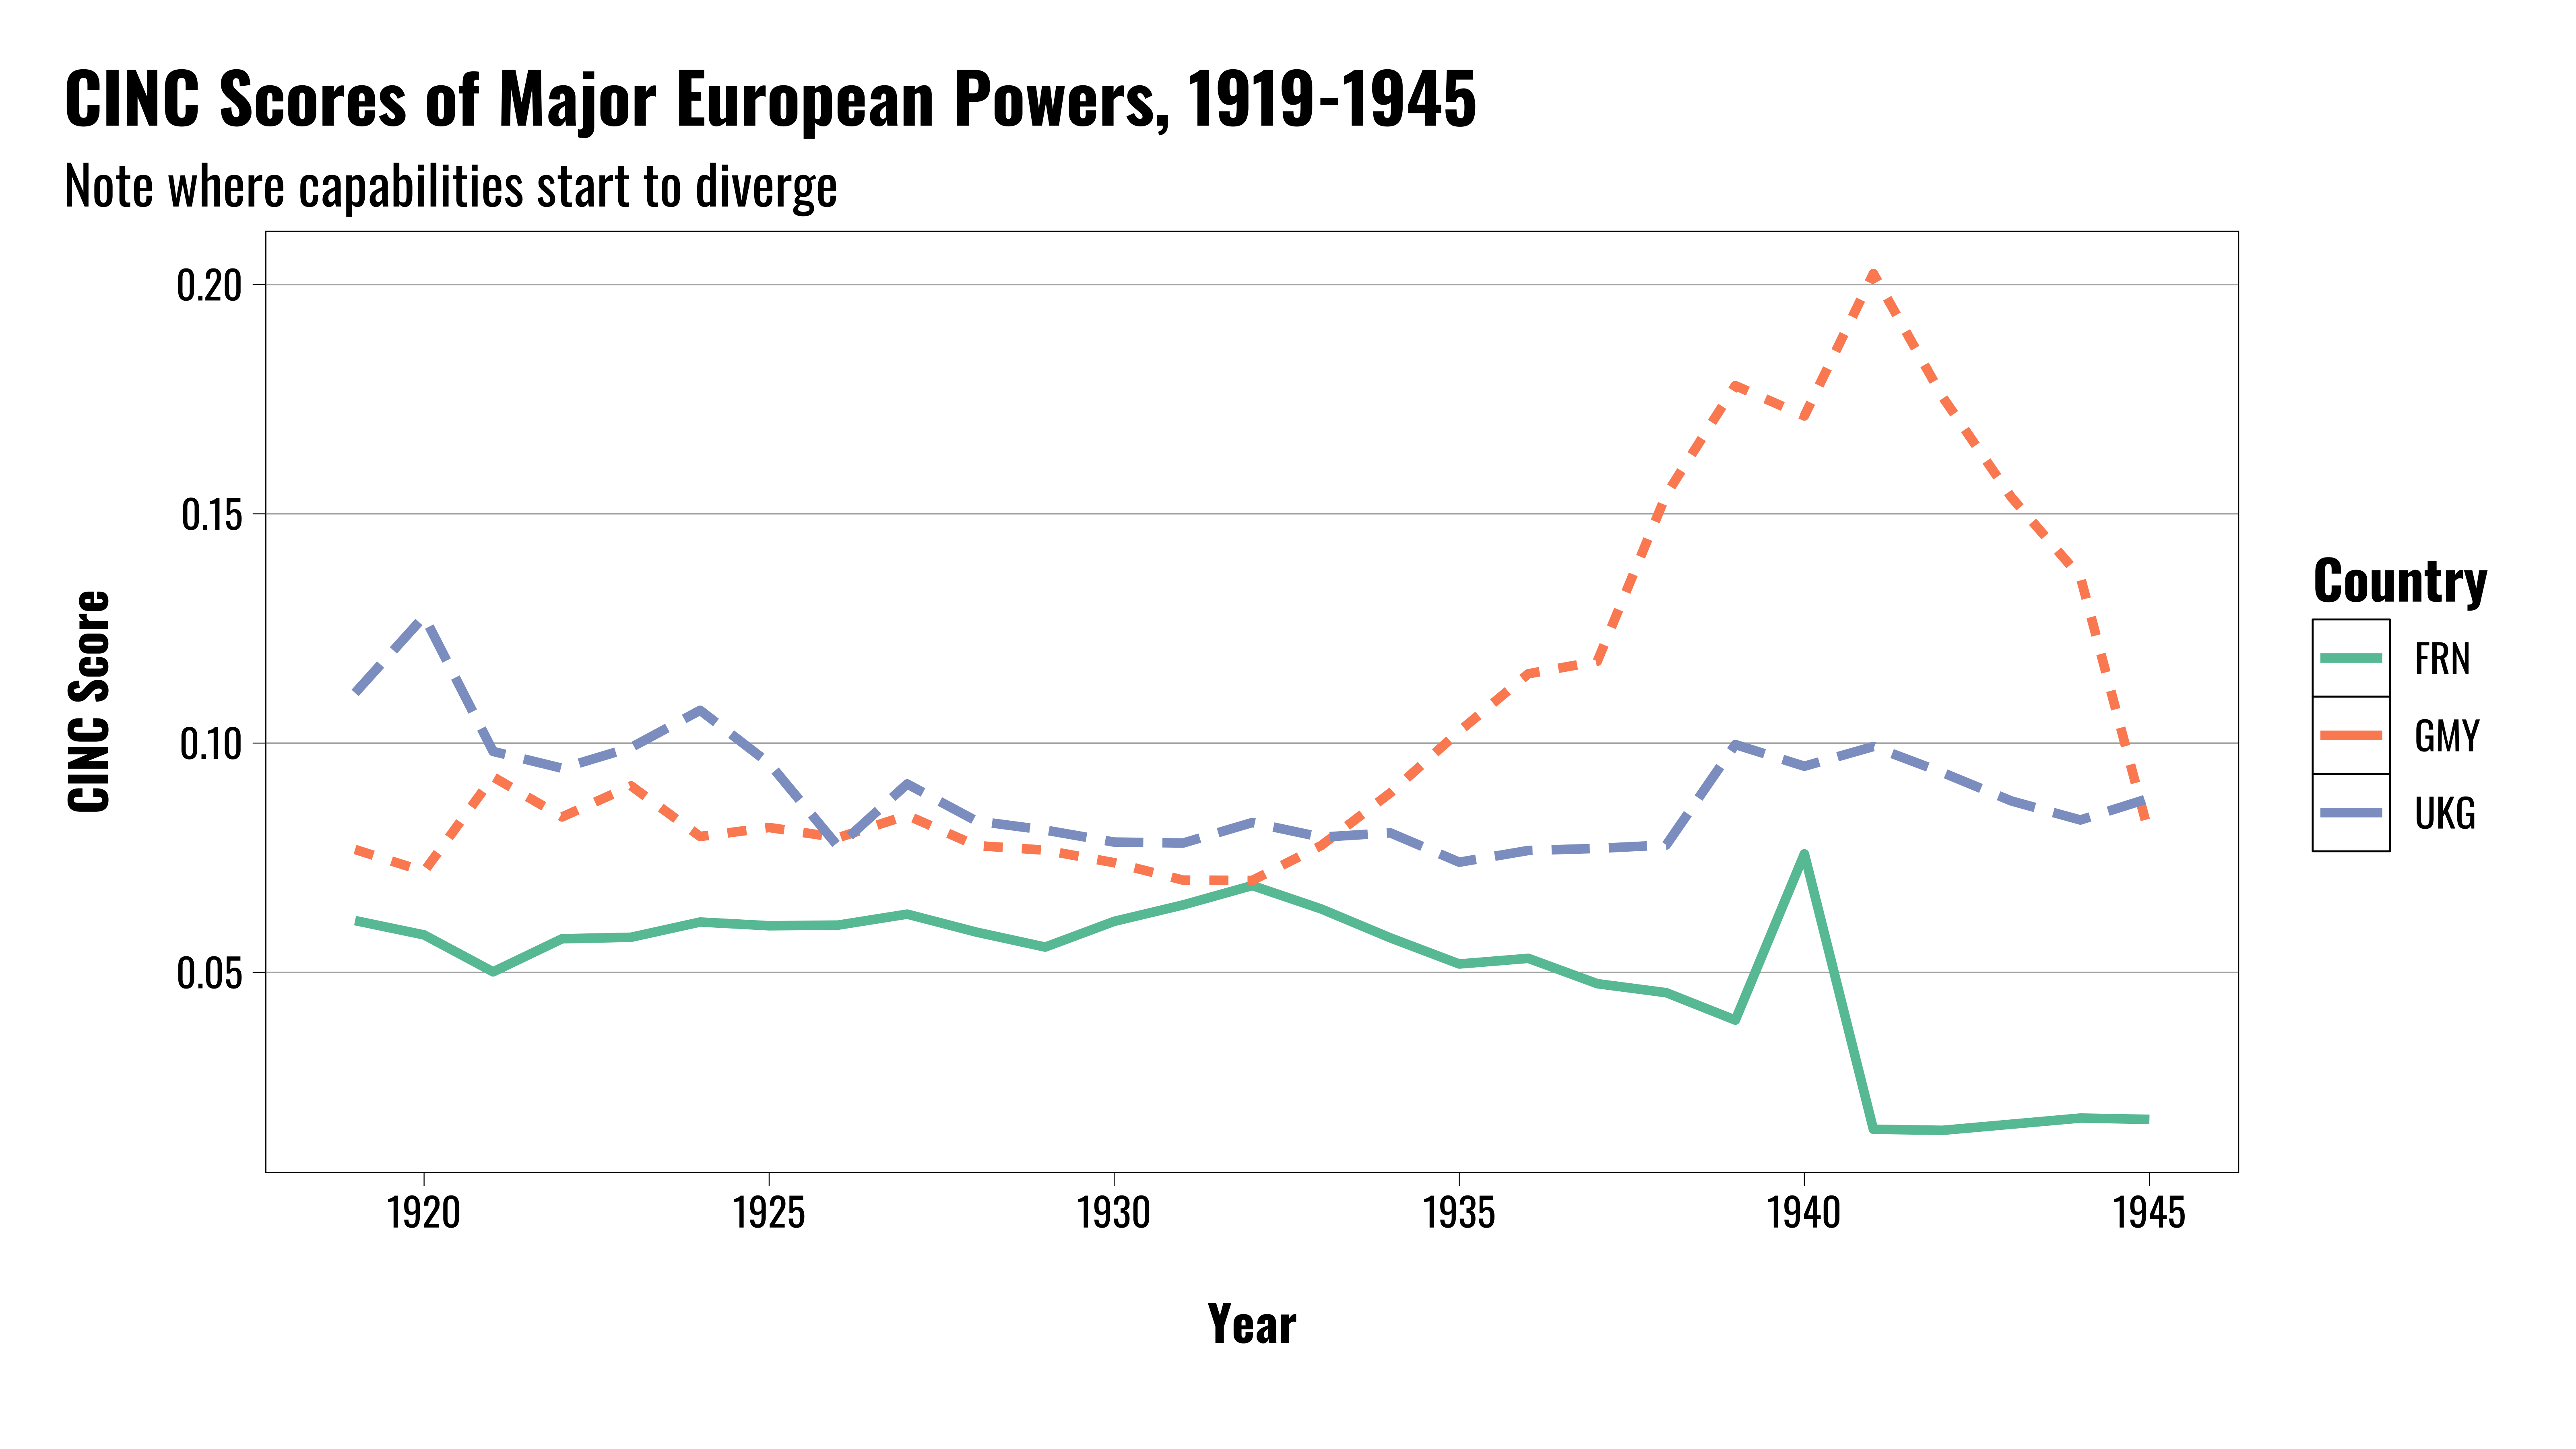 CINC Scores of Major European Powers, 1919-1945
Note where capabilities start to diverge
CINC Score
0.20
0.15
0.10
0.05
1920 1925 1930 1935 1940 1945
Year
Country
FRN
GMY
UKG